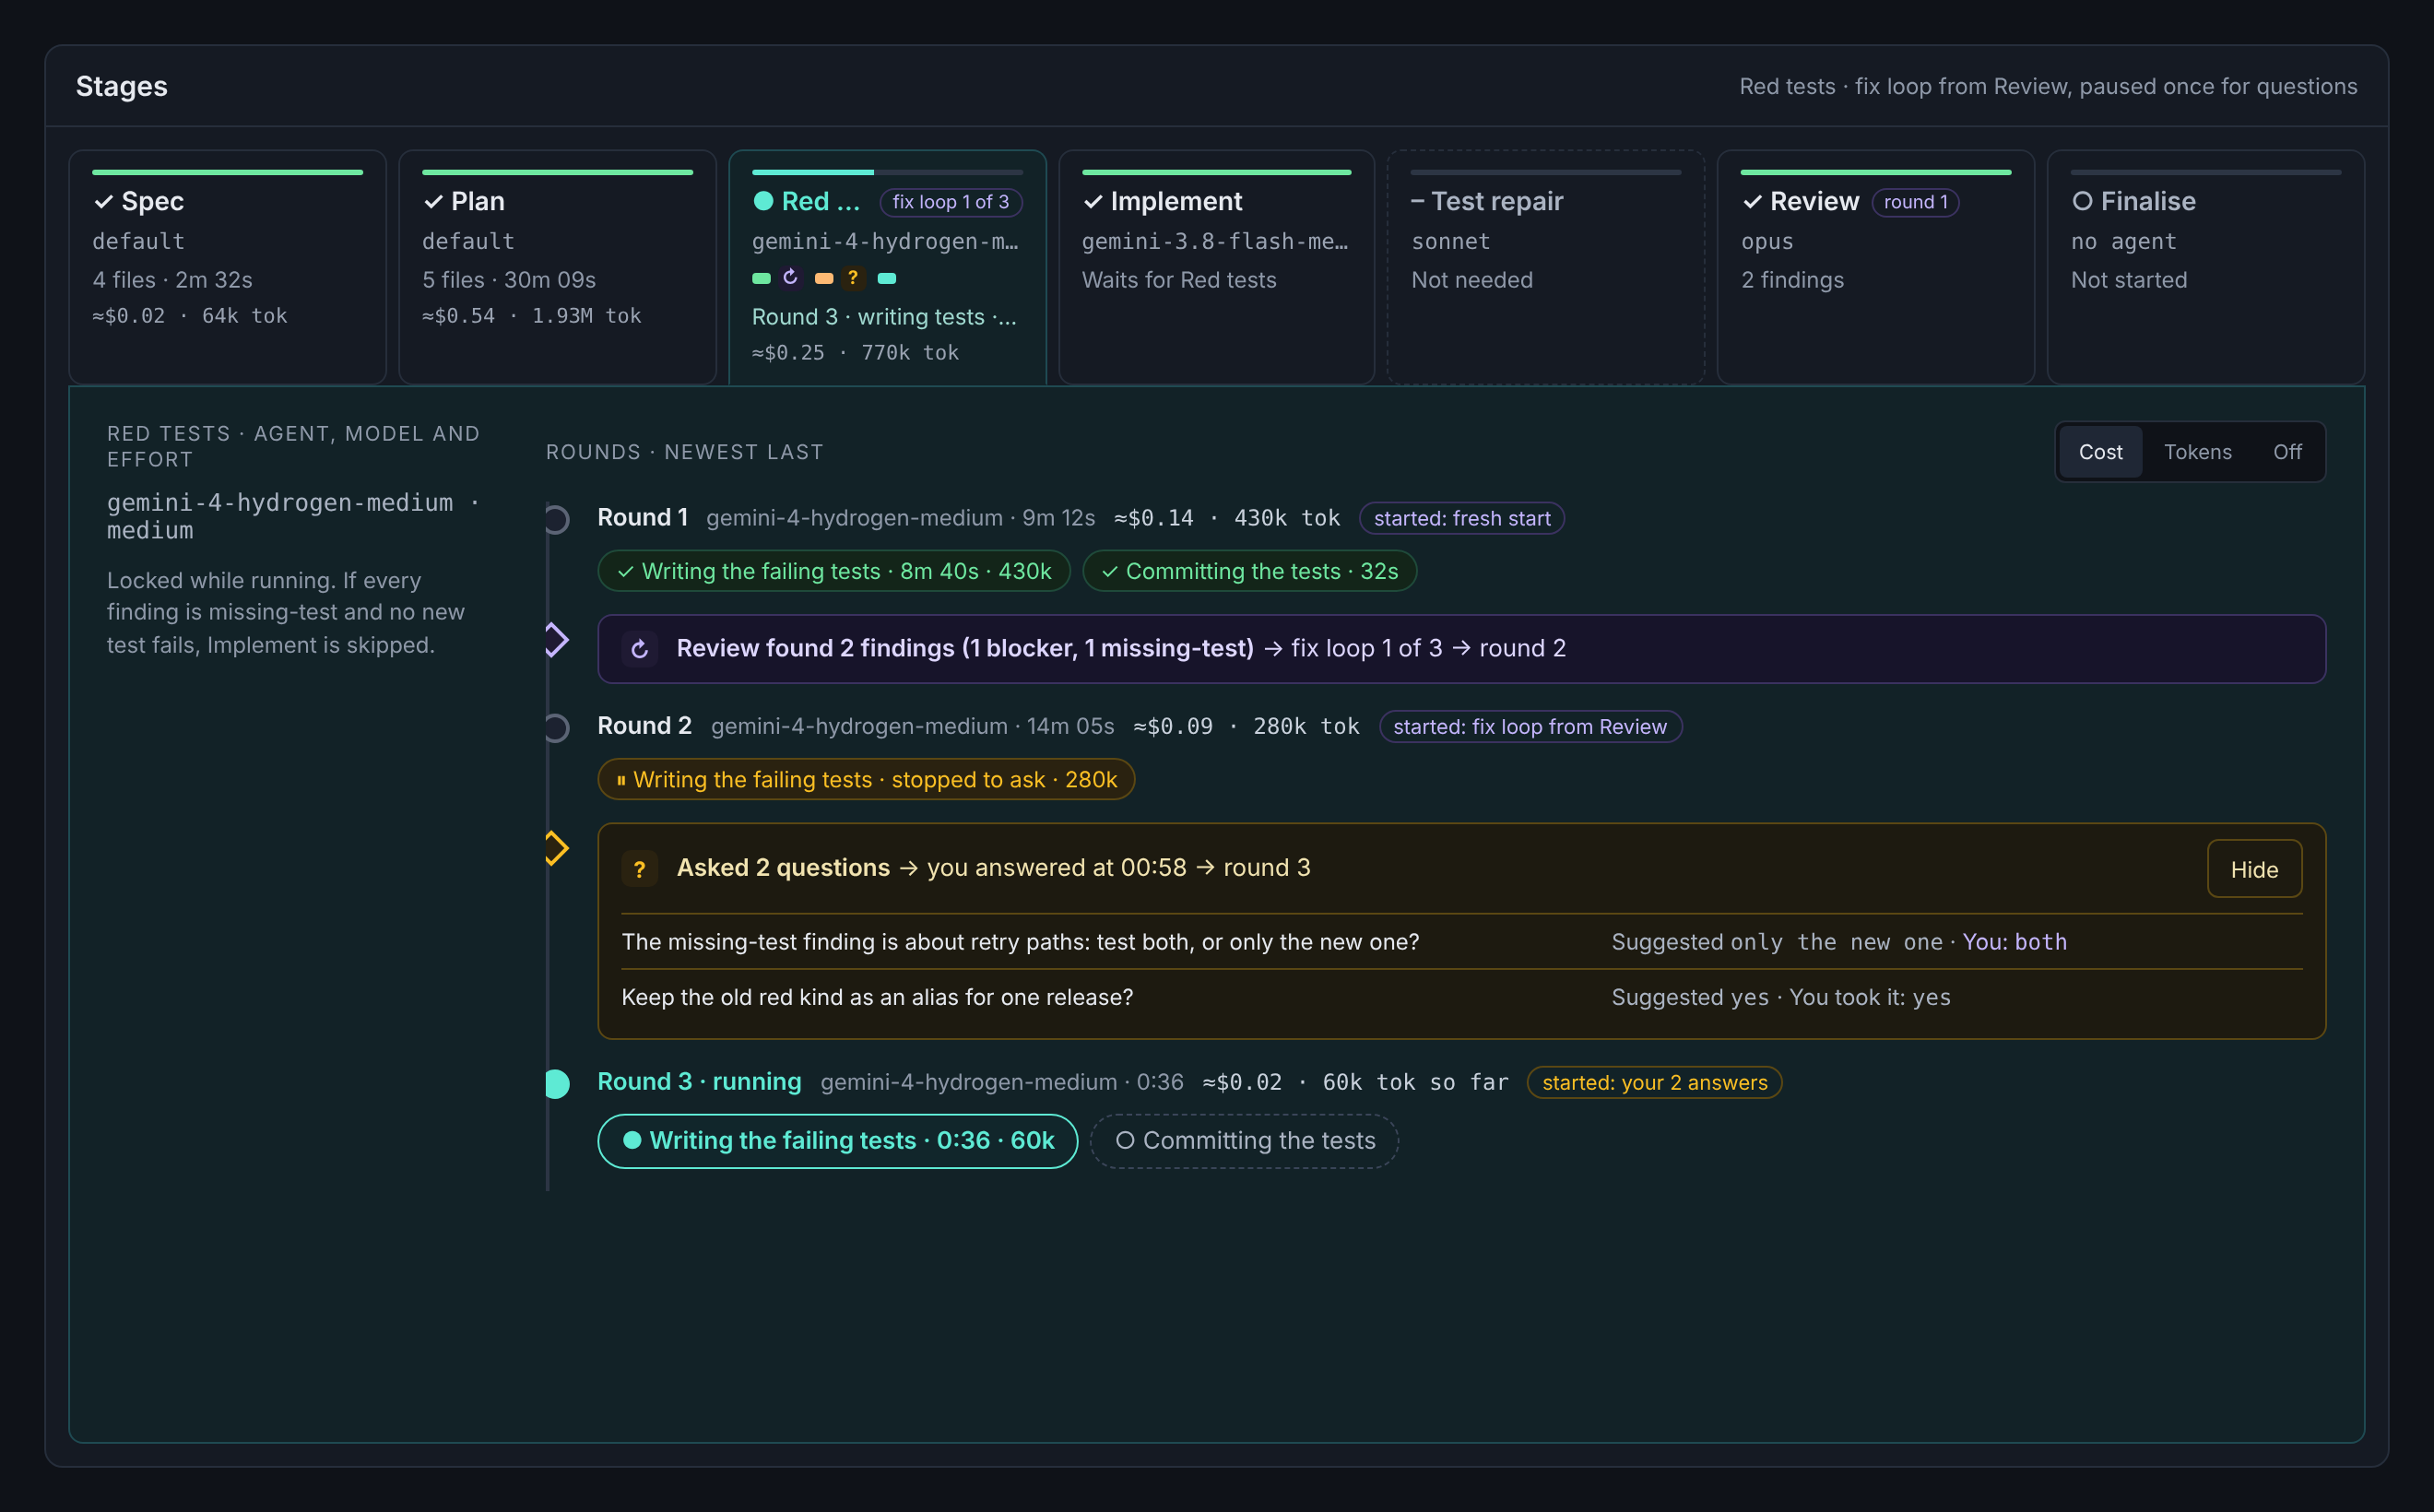 Stages
Red tests · fix loop from Review, paused once for questions
✓ Spec
default
4 files · 2m 32s
≈$0.02 · 64k tok
✓ Plan
default
5 files · 30m 09s
≈$0.54 · 1.93M tok
Red ... fix loop 1 of 3
gemini-4-hydrogen-m…
?
Round 3 · writing tests ·...
≈$0.25 · 770k tok
✓ Implement
gemini-3.8-flash-me…
Waits for Red tests
– Test repair
sonnet
Not needed
✓ Review round 1
opus
2 findings
Finalise
no agent
Not started
RED TESTS · AGENT, MODEL AND
EFFORT
gemini-4-hydrogen-medium ·
medium
Locked while running. If every
finding is missing-test and no new
test fails, Implement is skipped.
ROUNDS · NEWEST LAST
Cost Tokens Off
Round 1 gemini-4-hydrogen-medium · 9m 12s ≈$0.14 · 430k tok started: fresh start
✓ Writing the failing tests · 8m 40s · 430k ✓ Committing the tests · 32s
Review found 2 findings (1 blocker, 1 missing-test) → fix loop 1 of 3 → round 2
Round 2 gemini-4-hydrogen-medium · 14m 05s ≈$0.09 · 280k tok started: fix loop from Review
Writing the failing tests · stopped to ask · 280k
? Asked 2 questions → you answered at 00:58 → round 3 Hide
The missing-test finding is about retry paths: test both, or only the new one? Suggested only the new one · You: both
Keep the old red kind as an alias for one release? Suggested yes · You took it: yes
Round 3 · running gemini-4-hydrogen-medium · 0:36 ≈$0.02 · 60k tok so far started: your 2 answers
Writing the failing tests · 0:36 · 60k Committing the tests